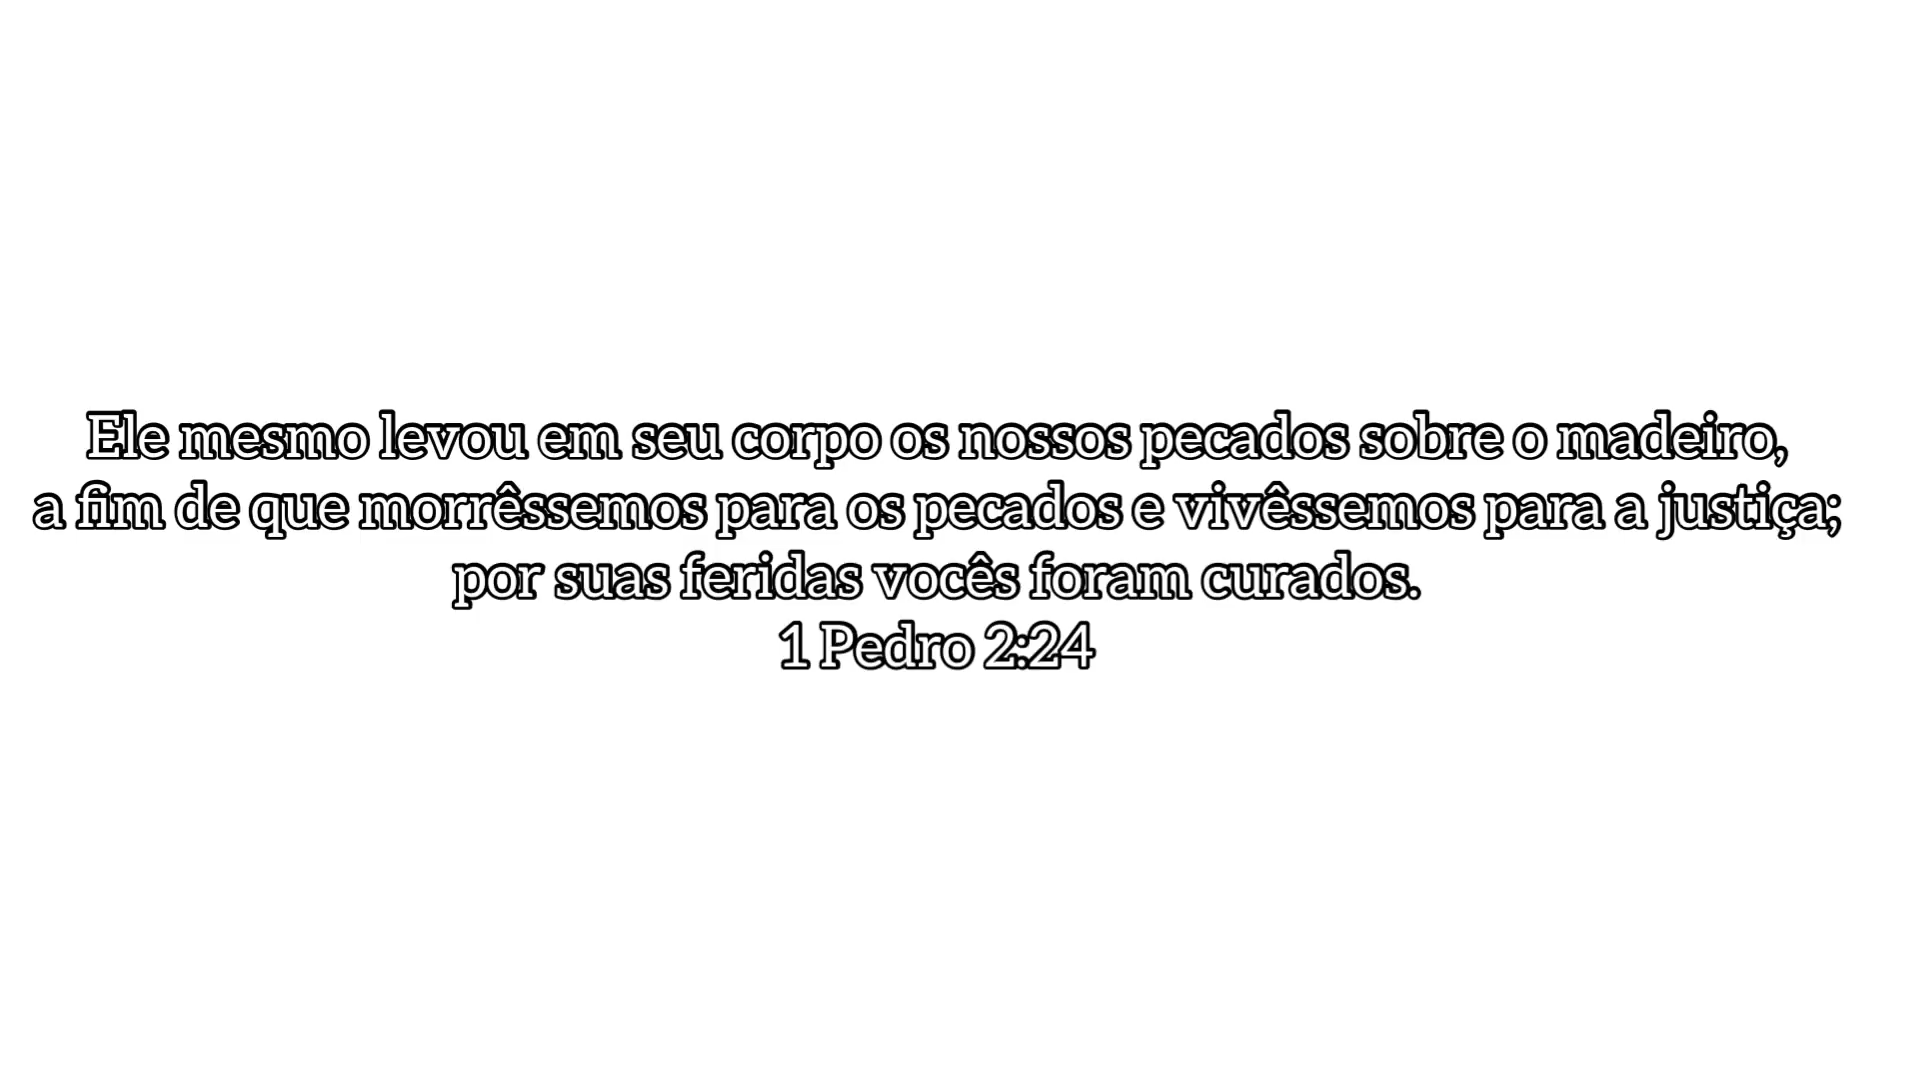 Ele mesmo levou em seu corpo os nossos pecados sobre o madeiro,
a fim de que morrêssemos para os pecados e vivêssemos para a justiça;
por suas feridas vocês foram curados.
1 Pedro 2:24